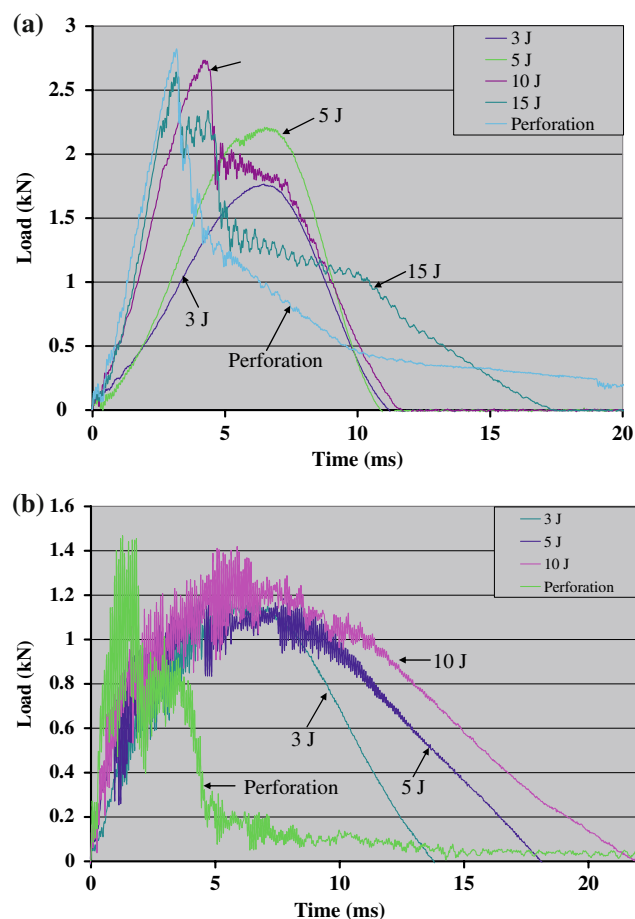 (a)
3
2.5
2
1.5
1
0.5
0
Load (kN)
3 J
5 J
10 J
15 J
Perforation
5 J
3 J
15 J
Perforation
0 5 10 15 20
Time (ms)
(b)
1.6
1.4
1.2
1
0.8
0.6
0.4
0.2
0
Load (kN)
3 J
5 J
10 J
Perforation
10 J
3 J
5 J
Perforation
0 5 10 15 20
Time (ms)